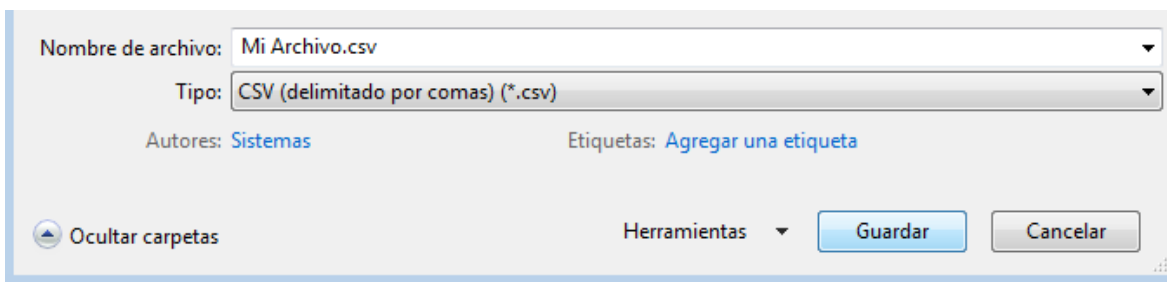 Nombre de archivo: Mi Archivo.csv
Tipo: CSV (delimitado por comas) (*.csv)
Autores: Sistemas Etiquetas: Agregar una etiqueta
Ocultar carpetas Herramientas Guardar Cancelar